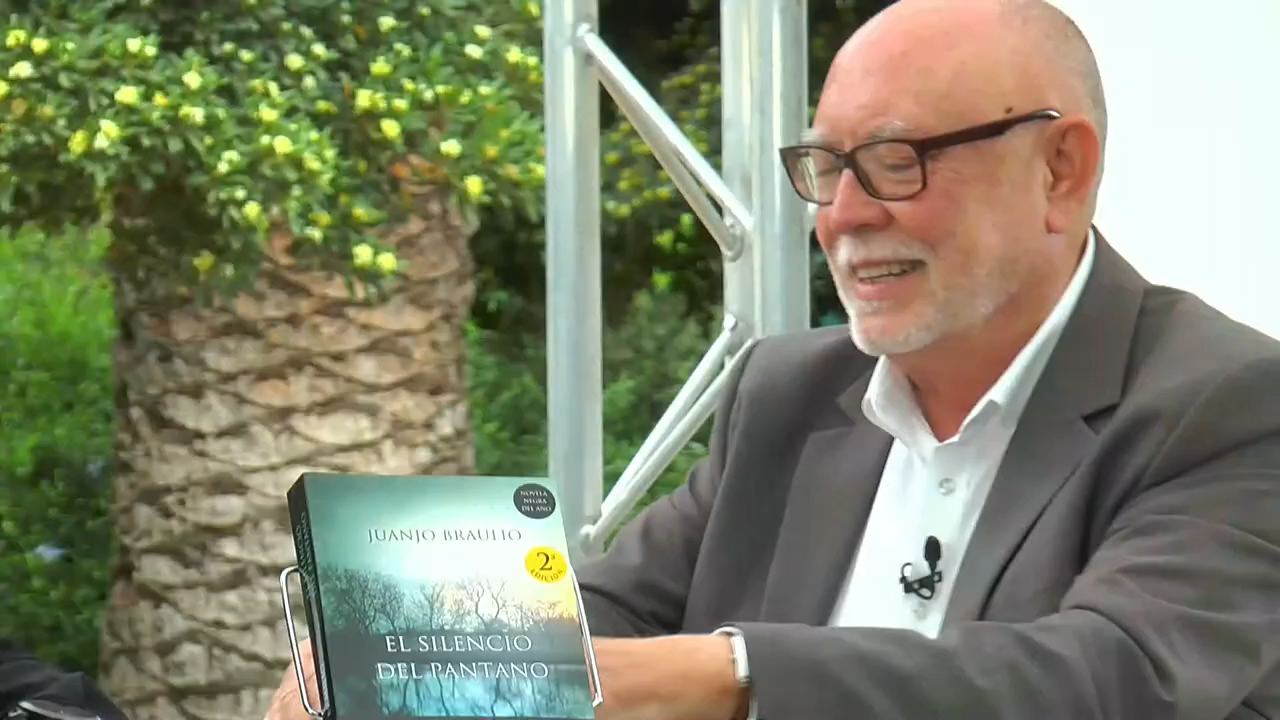 NOVELA
NEGRA
DEL AÑO
JUANJO BRAULIO
2ª
EDICIÓN
EL SILENCIO
DEL PANTANO